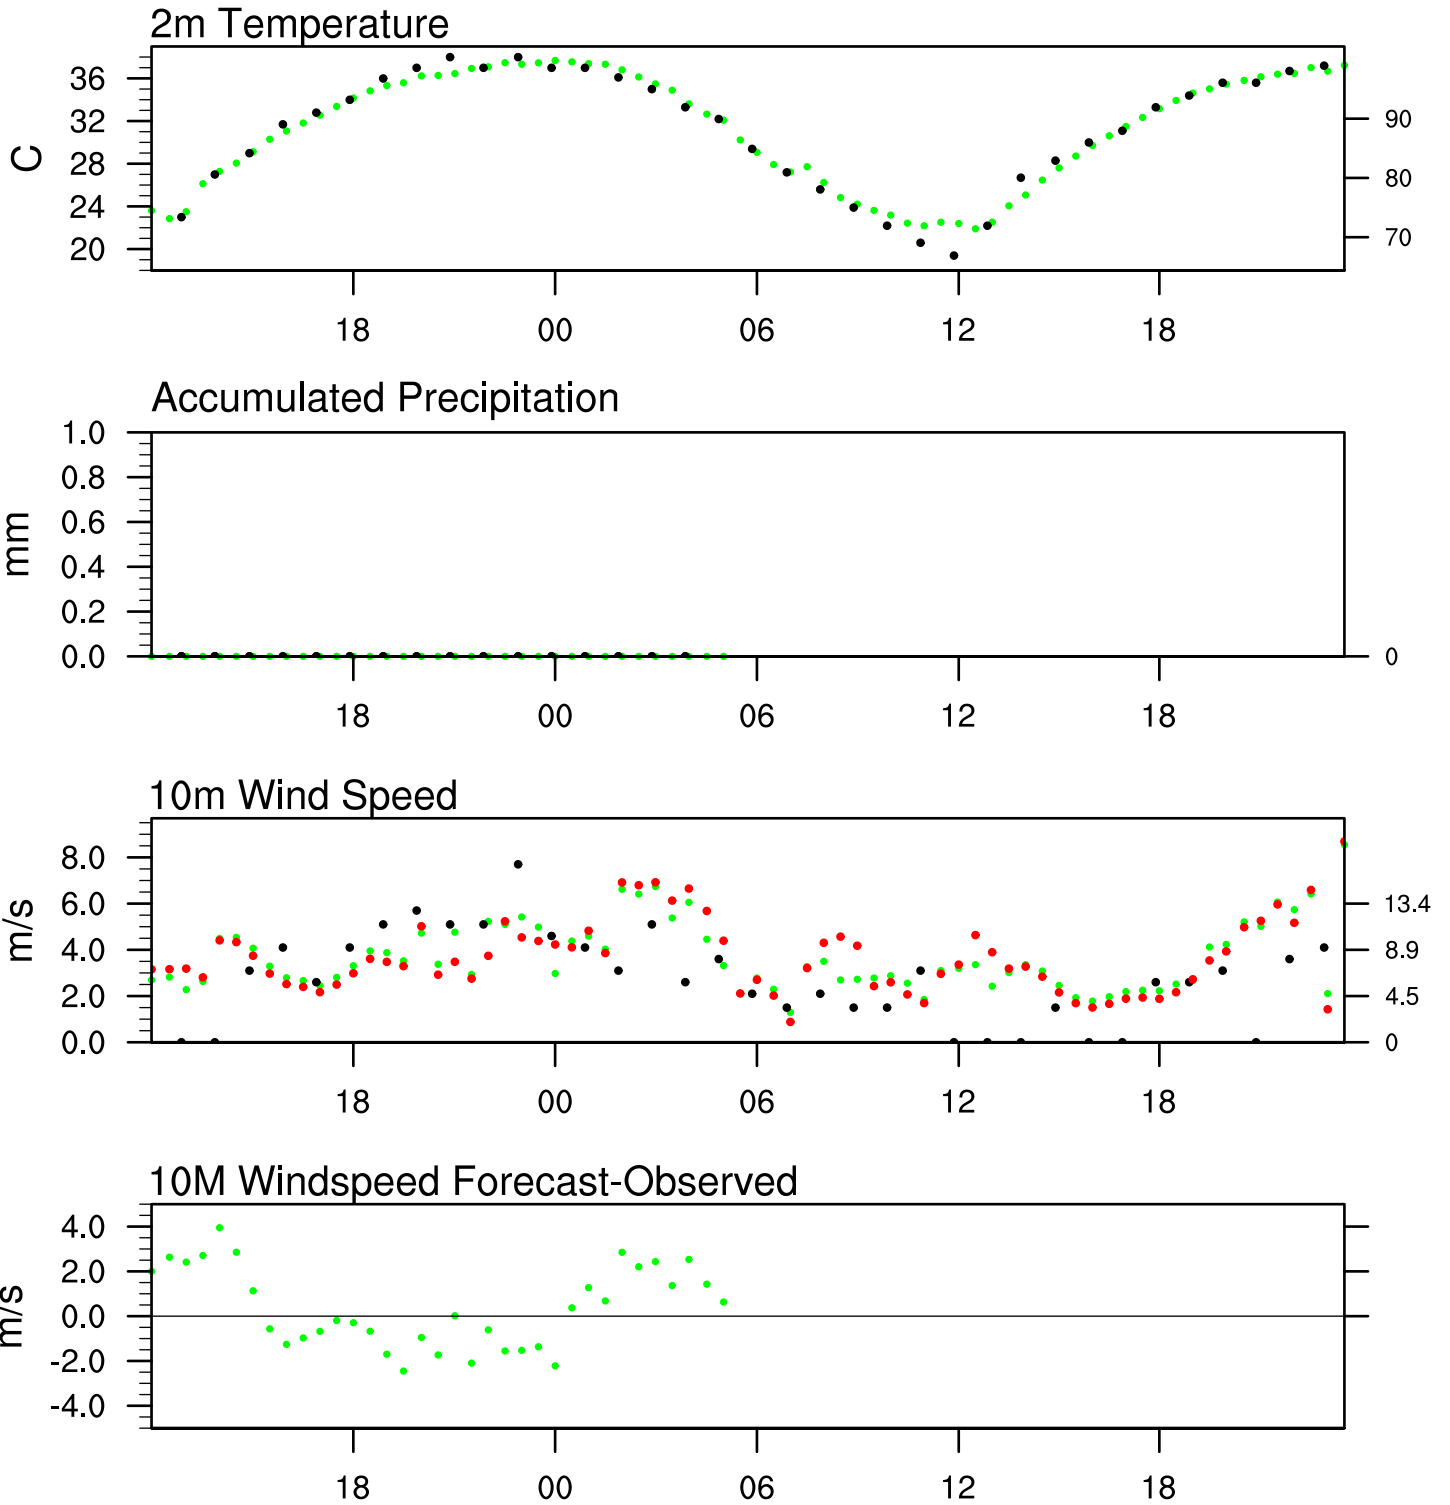 2m Temperature
C
36
32
28
24
20
90
80
70
18 00 06 12 18
Accumulated Precipitation
mm
1.0
0.8
0.6
0.4
0.2
0.0
0
18 00 06 12 18
10m Wind Speed
m/s
8.0
6.0
4.0
2.0
0.0
13.4
8.9
4.5
0
18 00 06 12 18
10M Windspeed Forecast-Observed
m/s
4.0
2.0
0.0
-2.0
-4.0
18 00 06 12 18